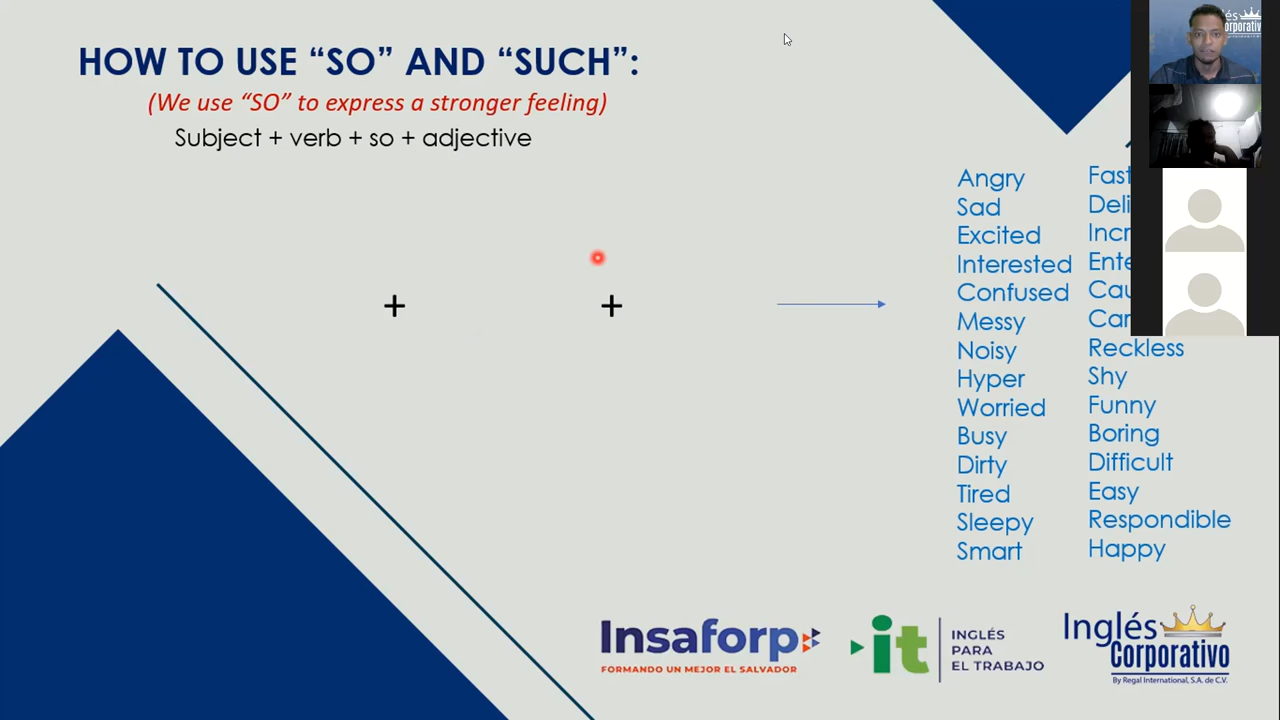 HOW TO USE “SO” AND “SUCH”:
(We use “SO” to express a stronger feeling)
Subject + verb + so + adjective
+ +
Angry
Sad
Excited
Interested
Confused
Messy
Noisy
Hyper
Worried
Busy
Dirty
Tired
Sleepy
Smart
Fast
Reckless
Shy
Funny
Boring
Difficult
Easy
Respondible
Happy
Insaforp
FORMANDO UN MEJOR EL SALVADOR
it
INGLÉS
PARA
EL TRABAJO
Inglés
Corporativo
By Regal International, S.A. de C.V.